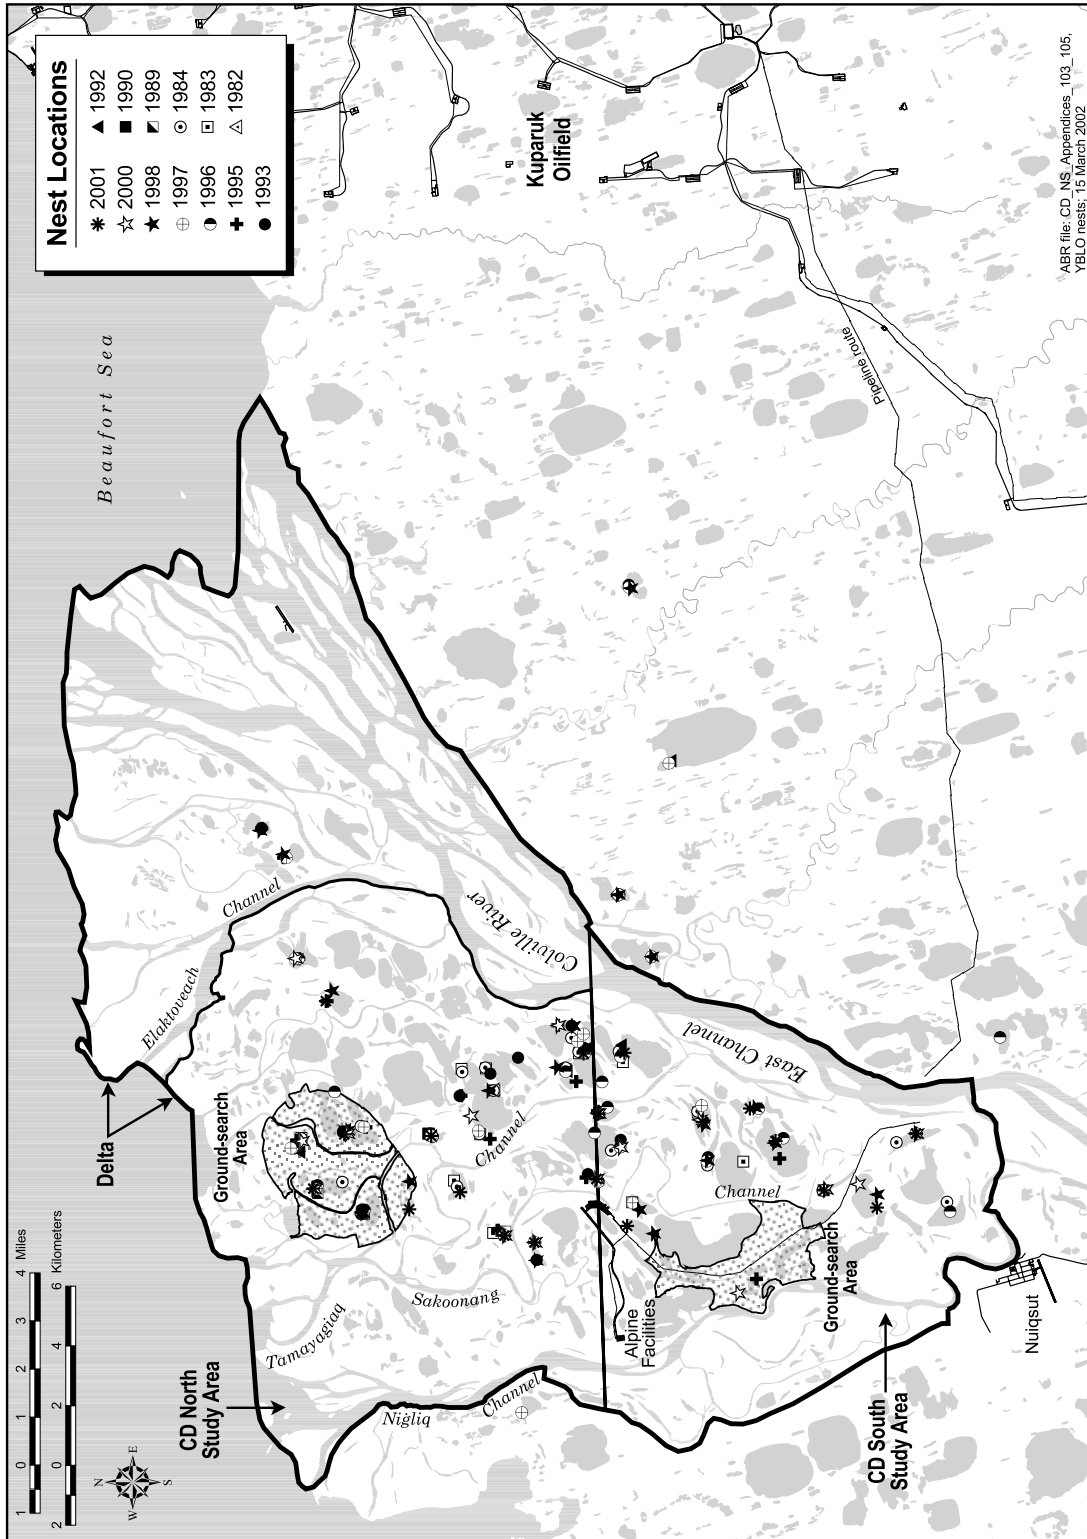 Nest Locations
2001
2000
1998
1997
1996
1995
1993
1992
1990
1989
1984
1983
1982
Beaufort Sea
Kuparuk
Oilfield
Pipeline route
Elaktoveach
Channel
Colville River
East Channel
Delta
Ground-search
Area
Channel
Sakoonang
Tamayagiaq
CD North
Study Area
Nigliq
Channel
Channel
Alpine
Facilities
Ground-search
Area
CD South
Study Area
Nuiqsut
1 0 1 2 3 4 Miles
2 0 2 4 6 Kilometers
N
E
S
W
ABR file: CD_NS_Appendices_103_105,
YBLO nests; 15 March 2002